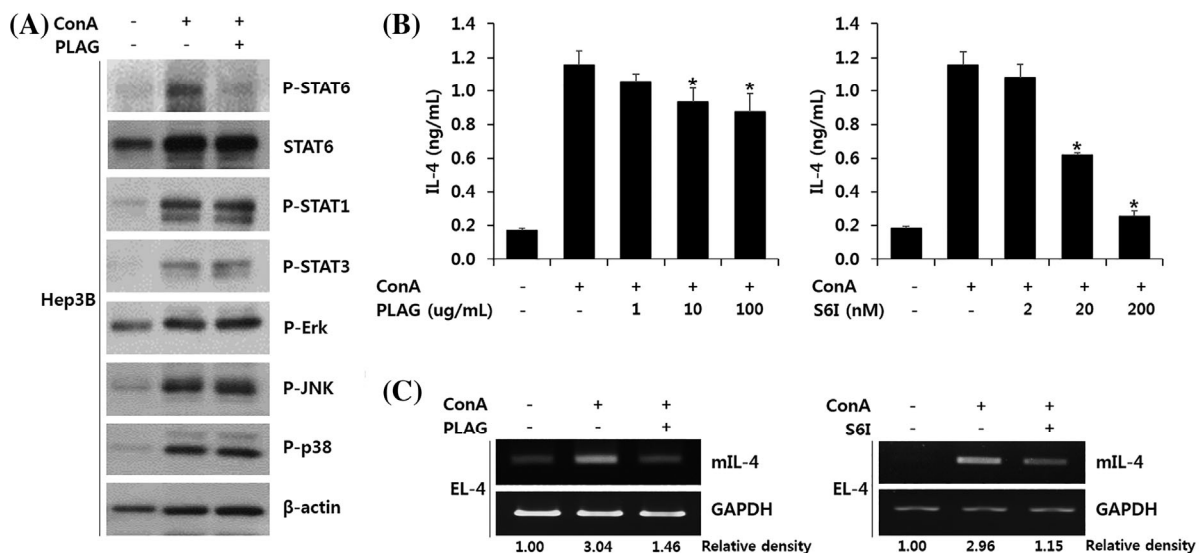 (A)
ConA - + +
PLAG - - +
Hep3B
P-STAT6
STAT6
P-STAT1
P-STAT3
P-Erk
P-JNK
P-p38
β-actin
(B)
IL-4 (ng/mL)
1.4
1.2
1.0
0.8
0.6
0.4
0.2
0.0
* *
ConA - + + + +
PLAG (ug/mL) - - 1 10 100
IL-4 (ng/mL)
1.4
1.2
1.0
0.8
0.6
0.4
0.2
0.0
* *
ConA - + + + +
S6I (nM) - - 2 20 200
(C)
ConA - + +
PLAG - - +
EL-4
mIL-4
GAPDH
1.00 3.04 1.46 Relative density
ConA - + +
S6I - - +
EL-4
mIL-4
GAPDH
1.00 2.96 1.15 Relative density